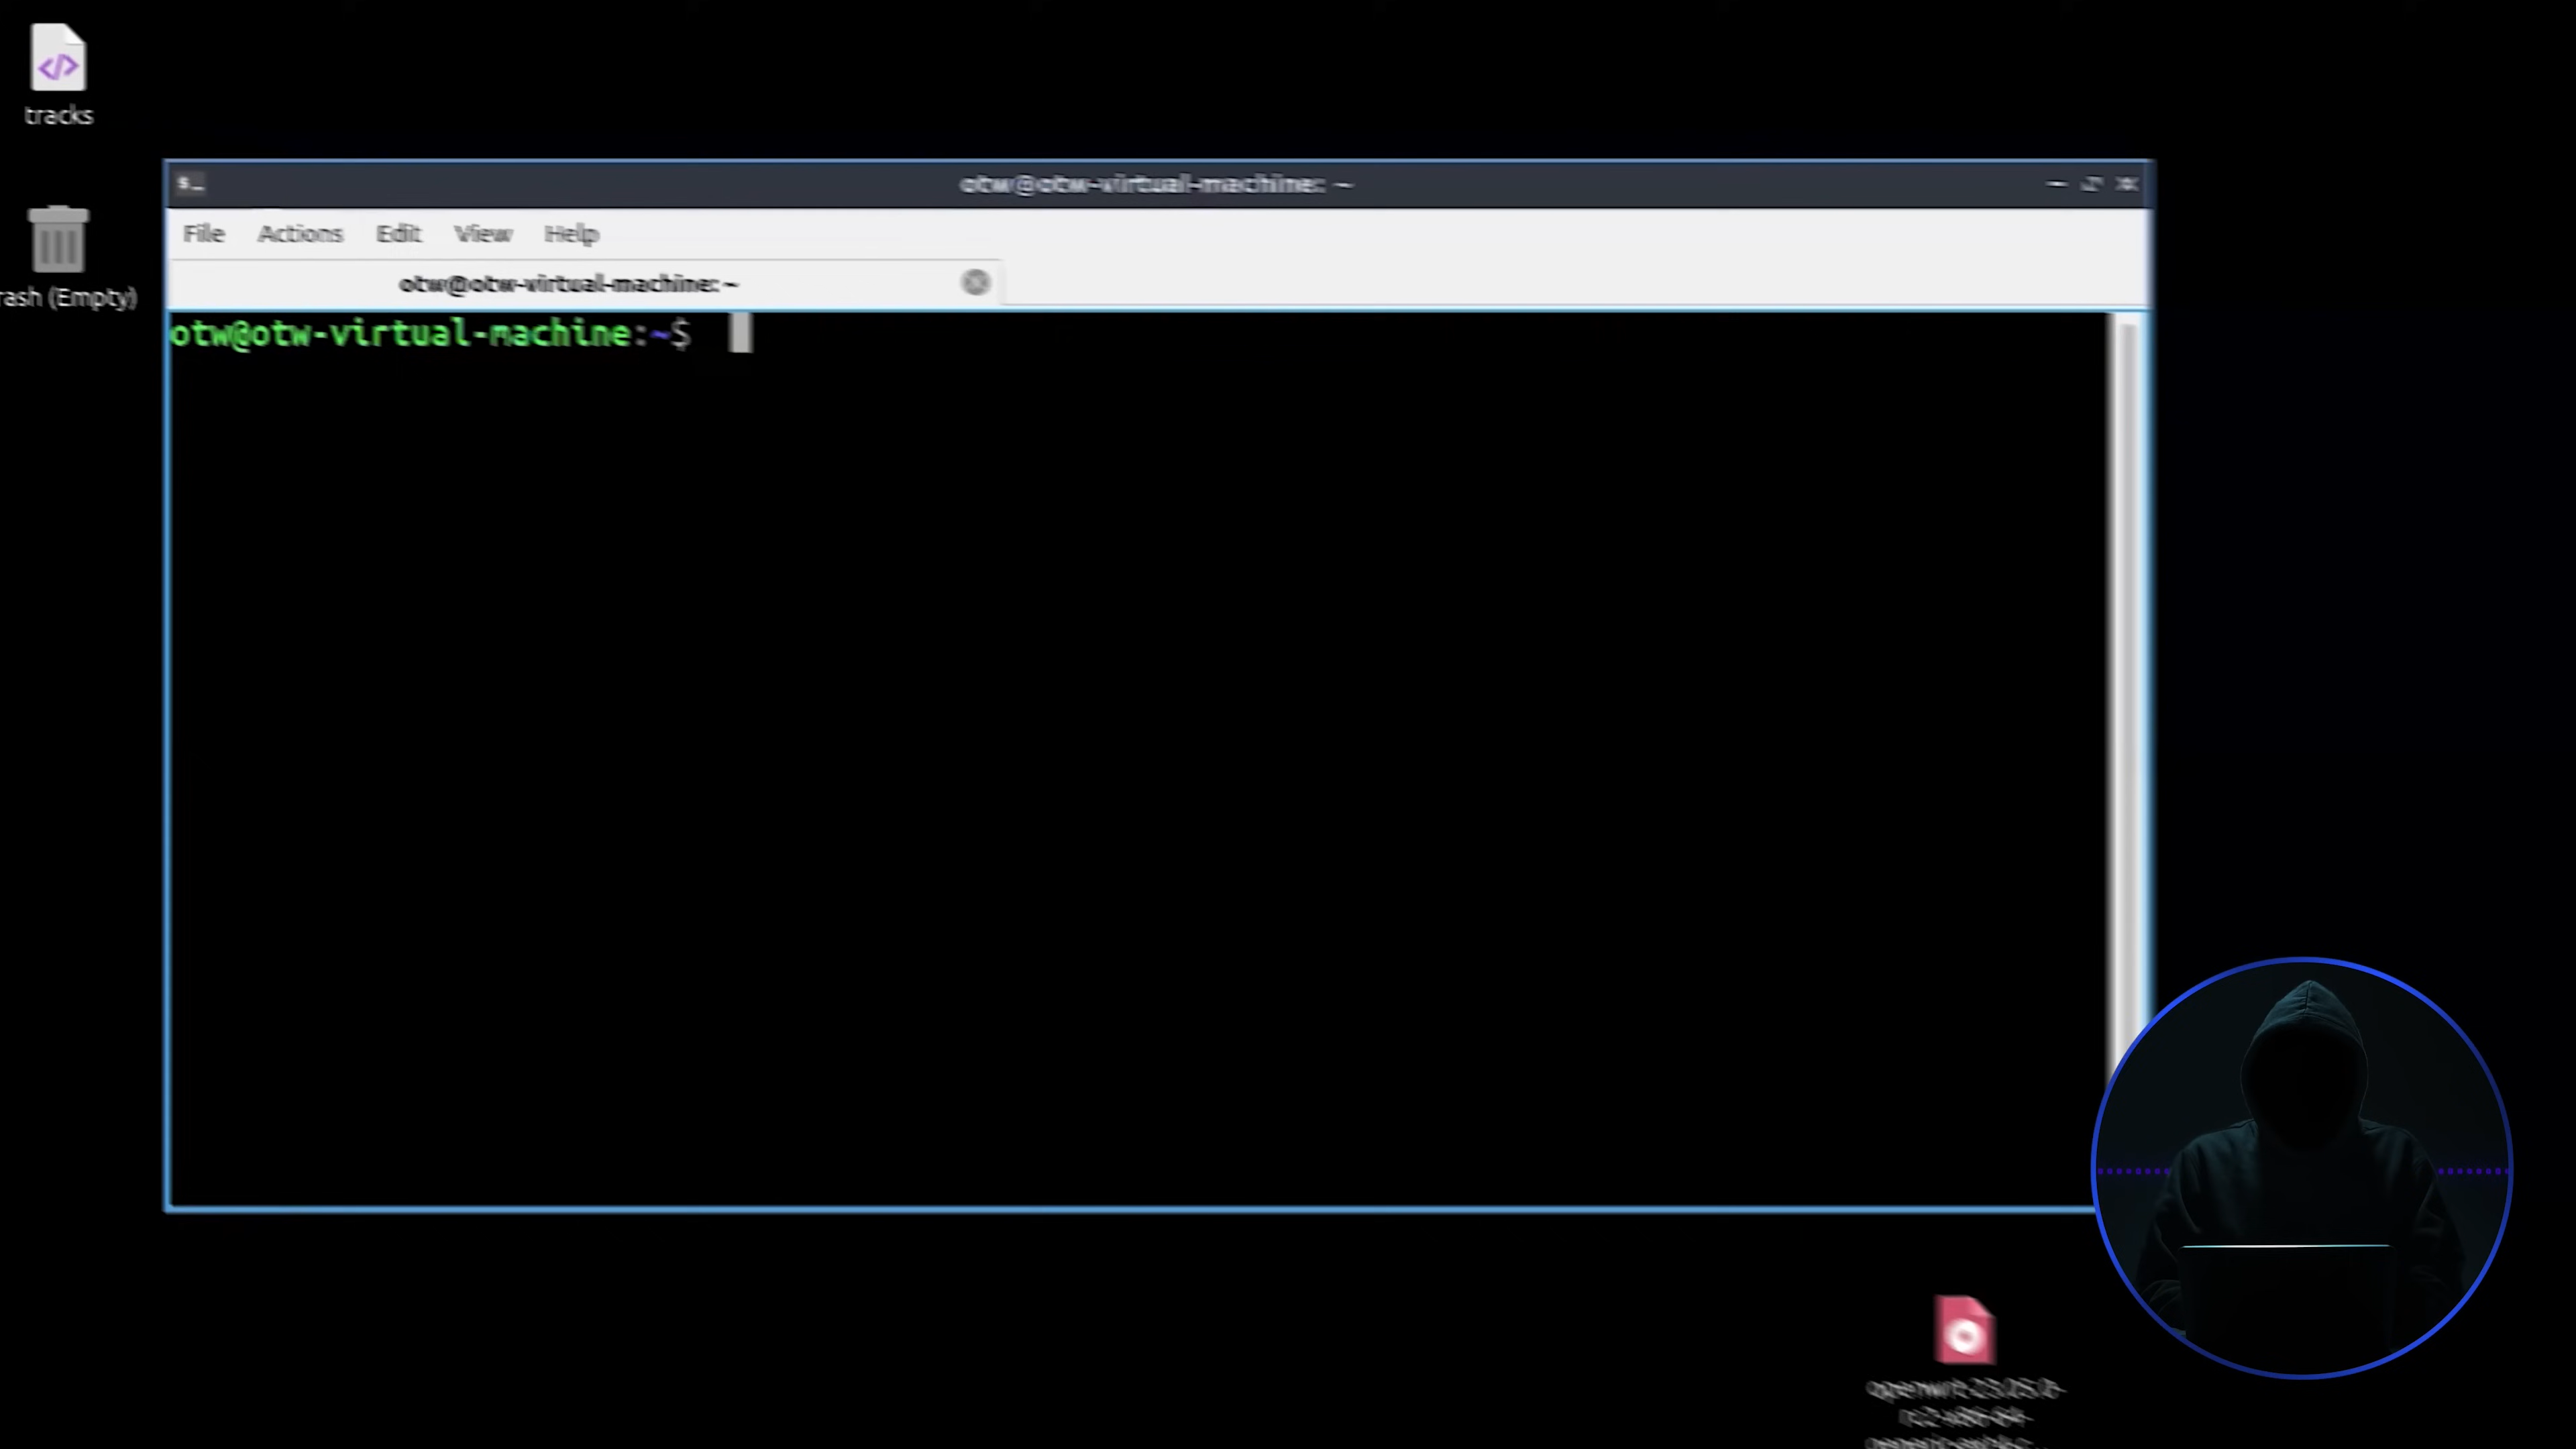 tracks
rash (Empty)
otw@otw-virtual-machine: ~
File Actions Edit View Help
otw@otw-virtual-machine: ~
otw@otw-virtual-machine:~$